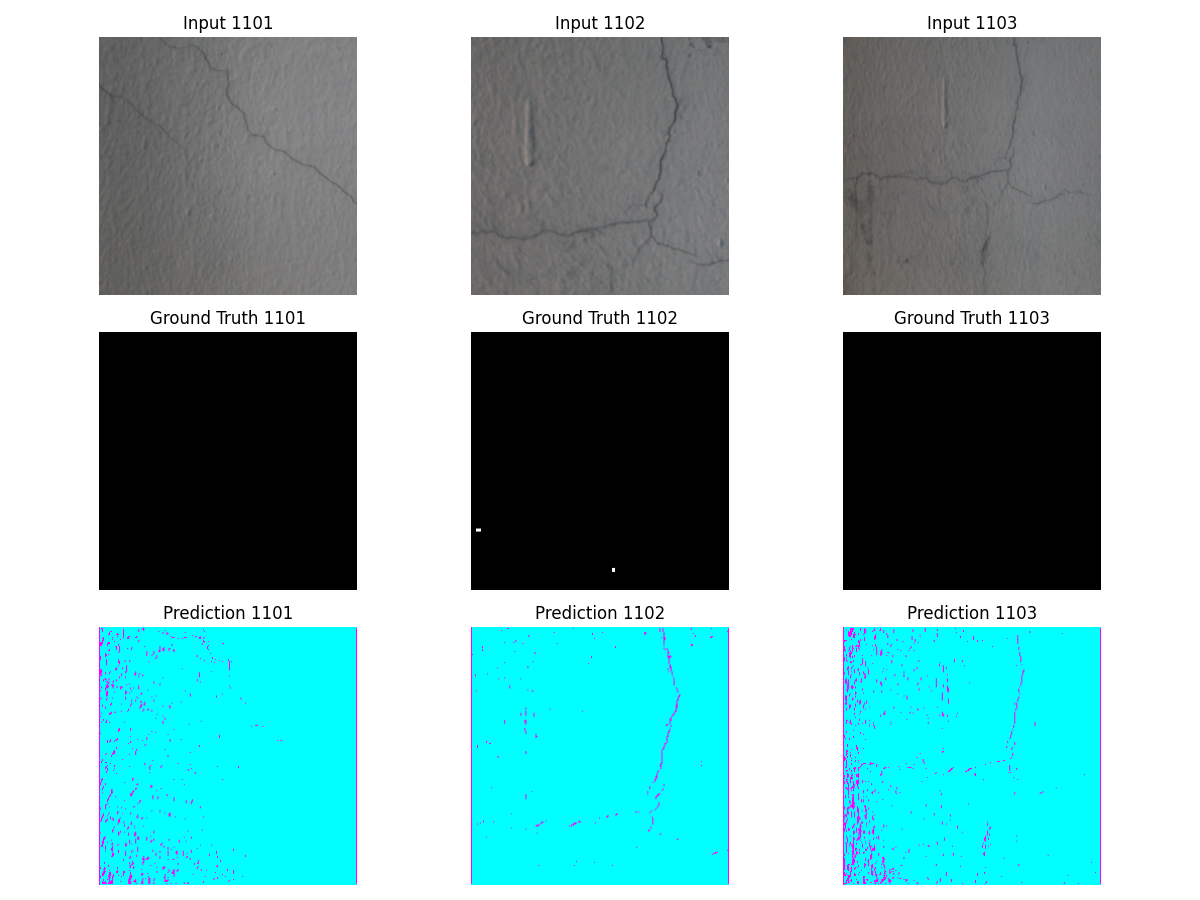 Input 1101
Input 1102
Input 1103
Ground Truth 1101
Ground Truth 1102
Ground Truth 1103
Prediction 1101
Prediction 1102
Prediction 1103